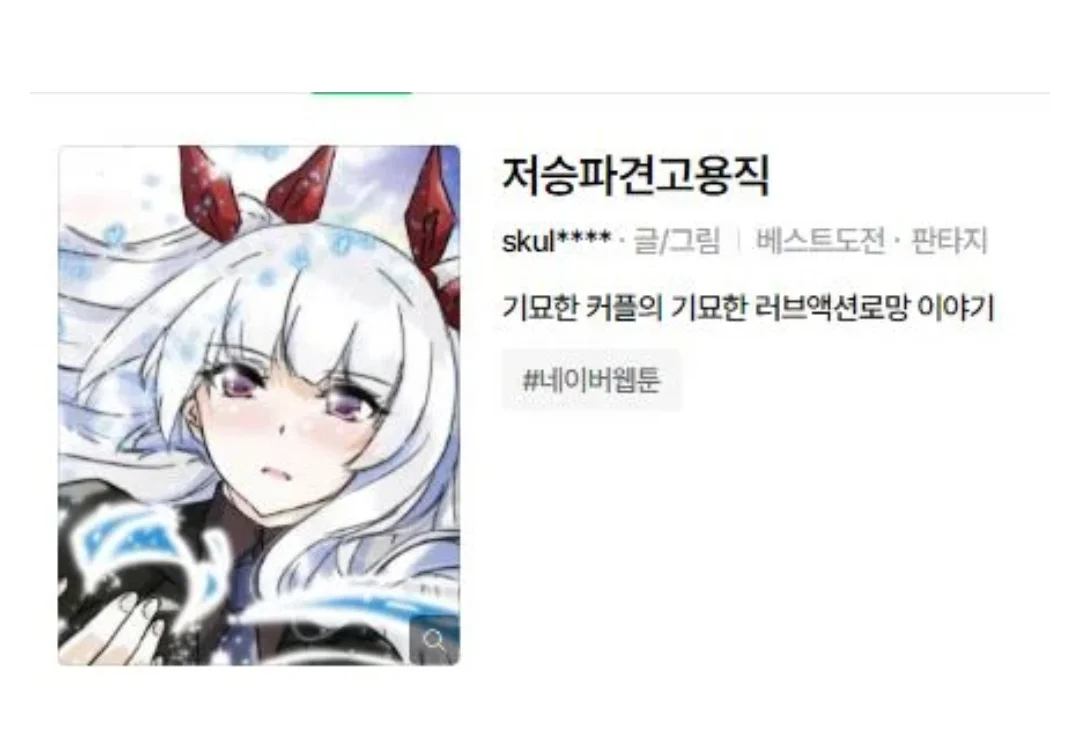 저승파견고용직
skul**** · 글/그림 | 베스트도전 · 판타지
기묘한 커플의 기묘한 러브액션로망 이야기
#네이버웹툰